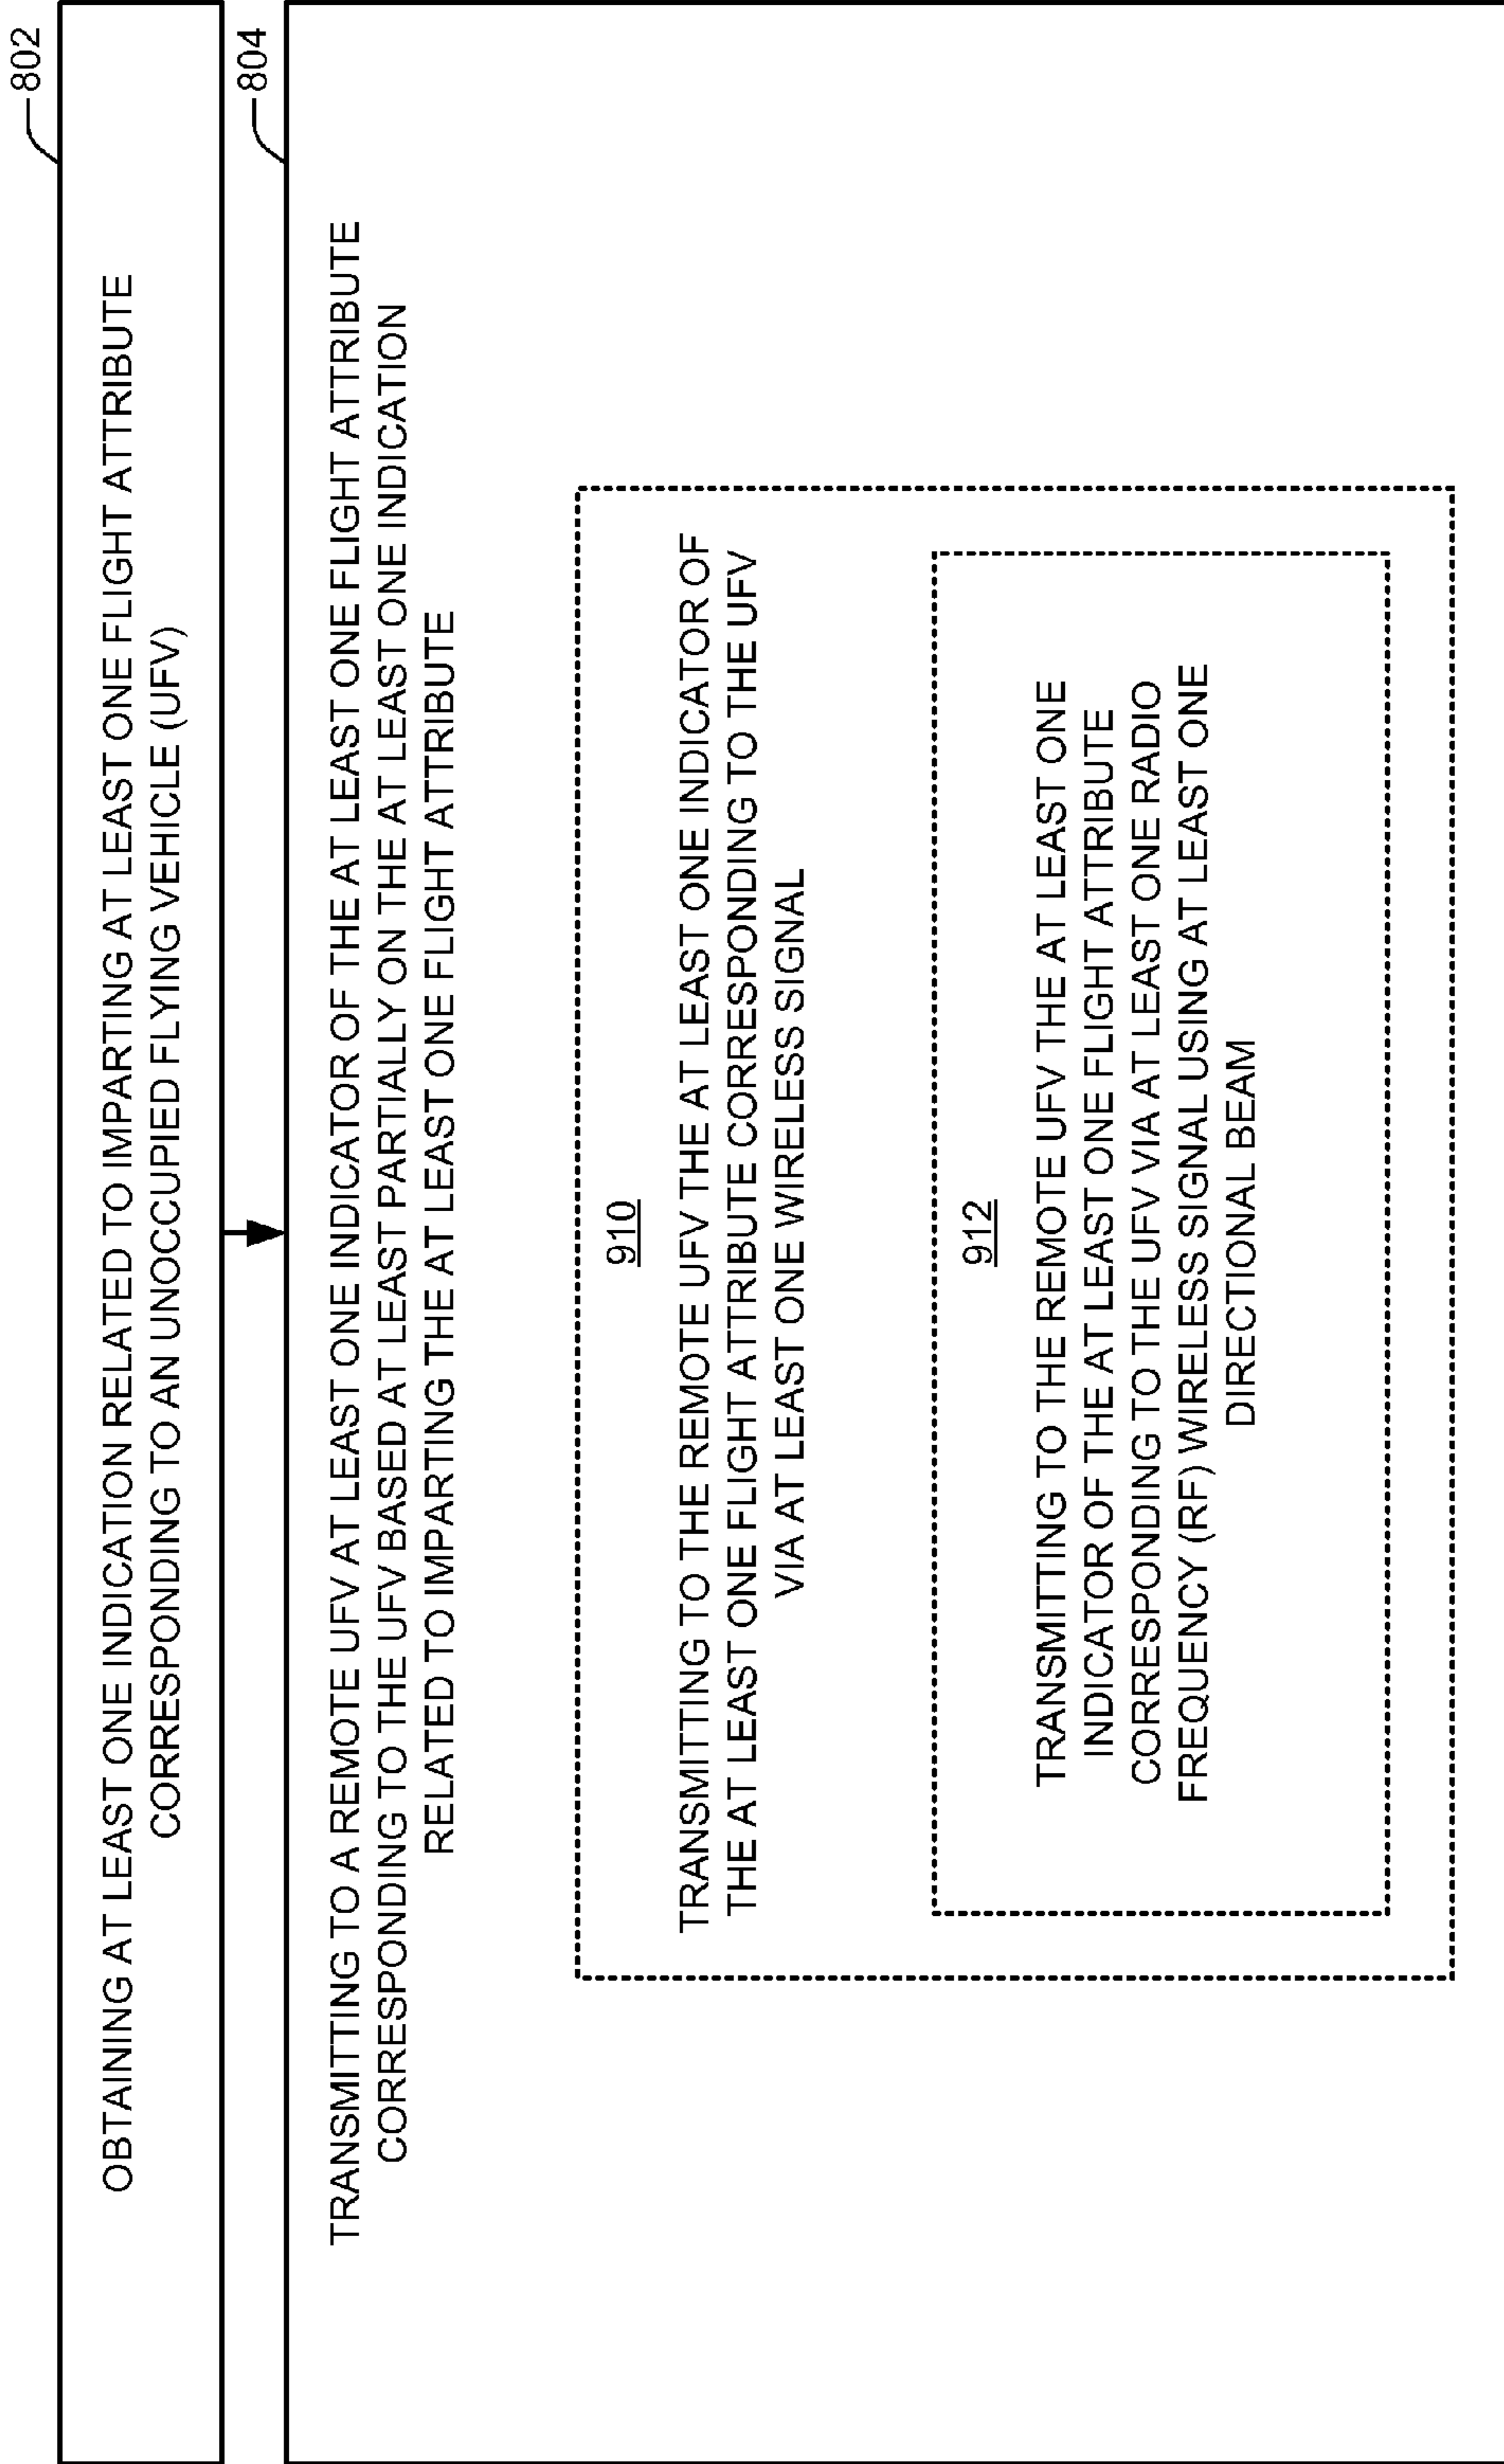 802
OBTAINING AT LEAST ONE INDICATION RELATED TO IMPARTING AT LEAST ONE FLIGHT ATTRIBUTE
CORRESPONDING TO AN UNOCCUPIED FLYING VEHICLE (UFV)
804
TRANSMITTING TO A REMOTE UFV AT LEAST ONE INDICATOR OF THE AT LEAST ONE FLIGHT ATTRIBUTE
CORRESPONDING TO THE UFV BASED AT LEAST PARTIALLY ON THE AT LEAST ONE INDICATION
RELATED TO IMPARTING THE AT LEAST ONE FLIGHT ATTRIBUTE
910
TRANSMITTING TO THE REMOTE UFV THE AT LEAST ONE INDICATOR OF
THE AT LEAST ONE FLIGHT ATTRIBUTE CORRESPONDING TO THE UFV
VIA AT LEAST ONE WIRELESS SIGNAL
912
TRANSMITTING TO THE REMOTE UFV THE AT LEAST ONE
INDICATOR OF THE AT LEAST ONE FLIGHT ATTRIBUTE
CORRESPONDING TO THE UFV VIA AT LEAST ONE RADIO
FREQUENCY (RF) WIRELESS SIGNAL USING AT LEAST ONE
DIRECTIONAL BEAM